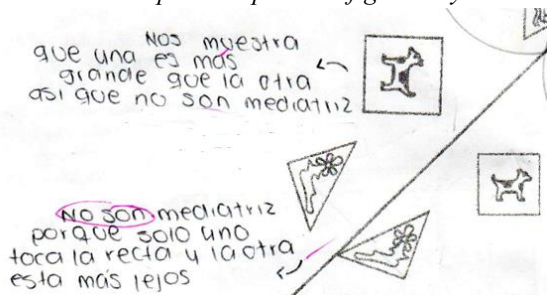 NOS muestra
que una es más
grande que la otra
asi que no son mediatriz
NO SON mediatriz
porque solo uno
toca la recta y la otra
esta más lejos